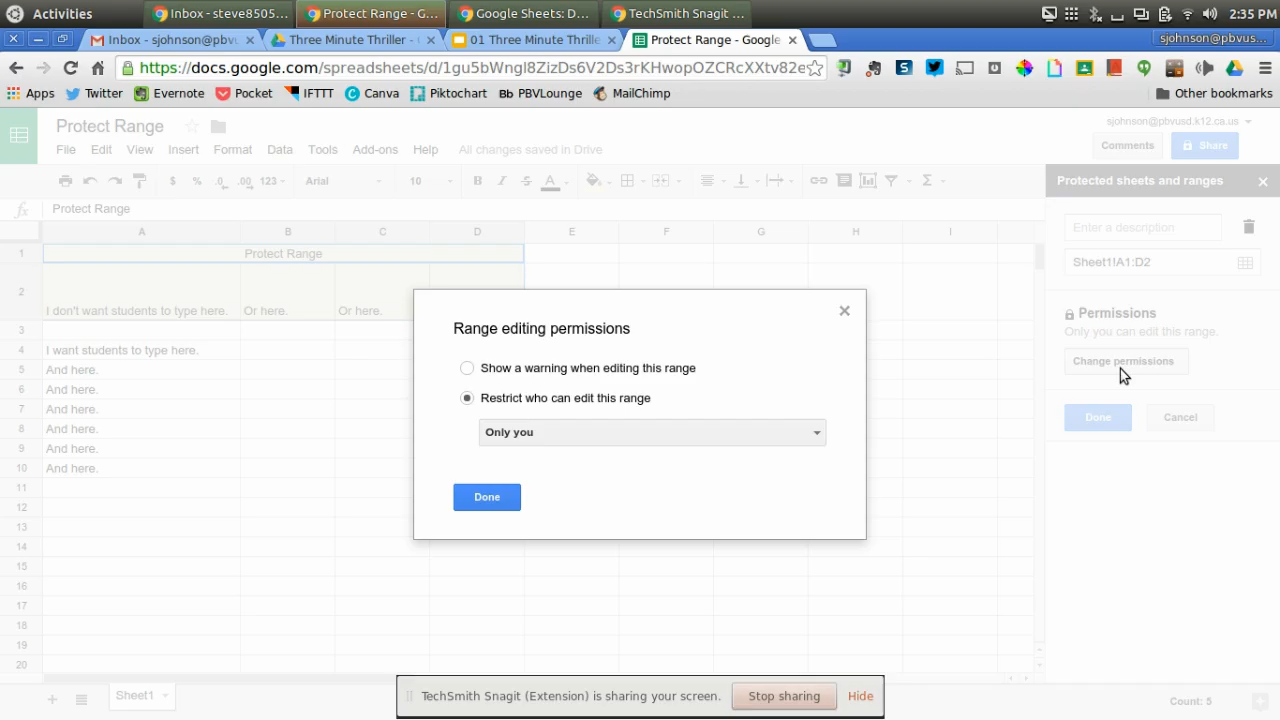 Activities
Inbox - steve8505...
Protect Range - G...
Google Sheets: D...
TechSmith Snagit ...
2:35 PM
Inbox - sjohnson@pbv
Three Minute Thriller -
01 Three Minute Thrille
Protect Range - Google
sjohnson@pbvus...
https://docs.google.com/spreadsheets/d/1gu5bWngl8ZizDs6V2Ds3rKHwopOZCRcXXtv82e
Apps
Twitter
Evernote
Pocket
IFTTT
Canva
Piktochart
Bb PBVLounge
MailChimp
Other bookmarks
Protect Range
sjohnson@pbvusd.k12.ca.us
File Edit View Insert Format Data Tools Add-ons Help All changes saved in Drive
Comments
Share
$ % .0 .00 123 Arial 10 B I S A Σ
Protected sheets and ranges
fx Protect Range
Enter a description
A B C D E F G H I
1 Protect Range
Sheet1!A1:D2
2 I don't want students to type here. Or here. Or here.
Permissions
Only you can edit this range.
Change permissions
Done
Cancel
3
4 I want students to type here.
5 And here.
6 And here.
7 And here.
8 And here.
9 And here.
10 And here.
11
12
13
14
15
16
17
18
19
20
Range editing permissions
Show a warning when editing this range
Restrict who can edit this range
Only you
Done
Sheet1
TechSmith Snagit (Extension) is sharing your screen.
Stop sharing
Hide
Count: 5